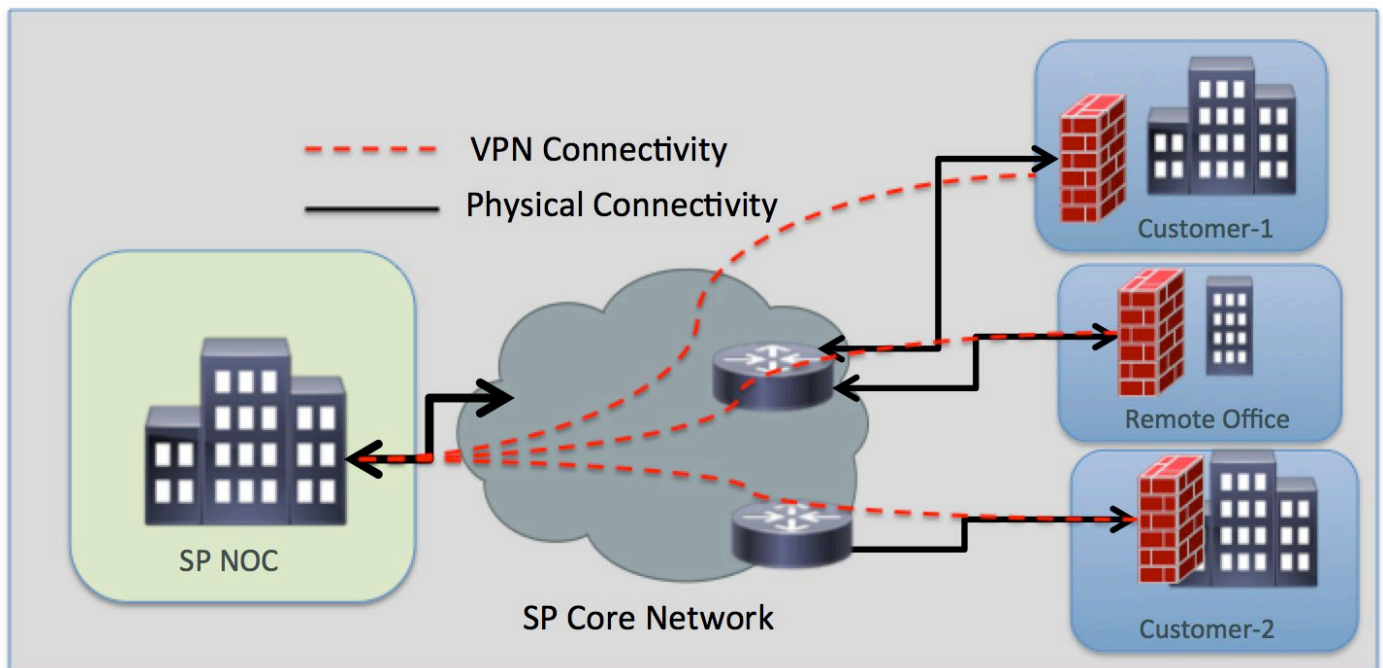 VPN Connectivity
Physical Connectivity
Customer-1
Remote Office
SP NOC
SP Core Network
Customer-2